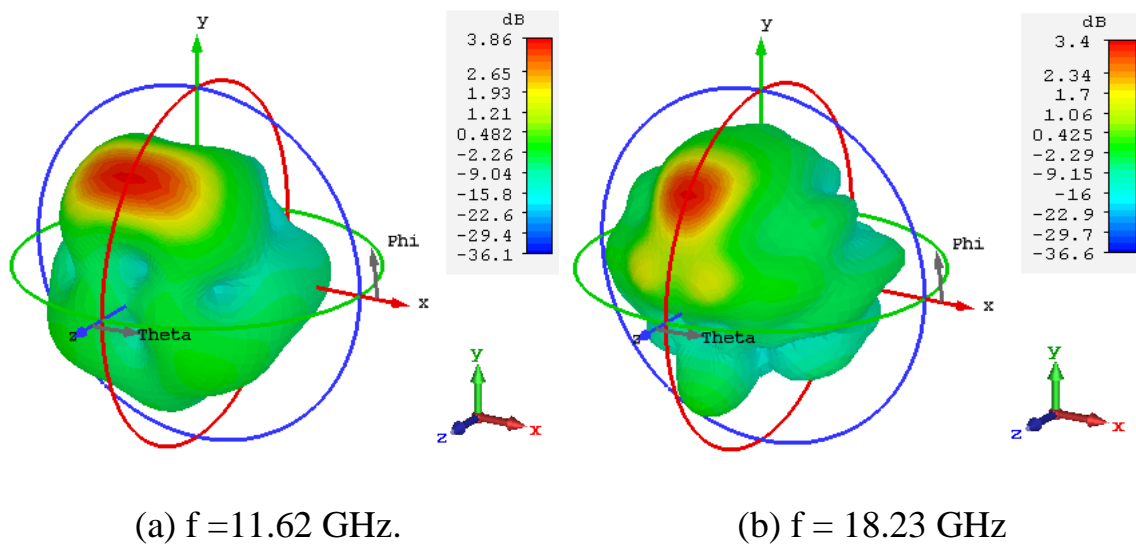 y
dB
3.86
2.65
1.93
1.21
0.482
-2.26
-9.04
-15.8
-22.6
-29.4
-36.1
Phi
x
z
Theta
y
z
x
y
dB
3.4
2.34
1.7
1.06
0.425
-2.29
-9.15
-16
-22.9
-29.7
-36.6
Phi
x
z
Theta
y
z
x
(a) f =11.62 GHz.
(b) f = 18.23 GHz